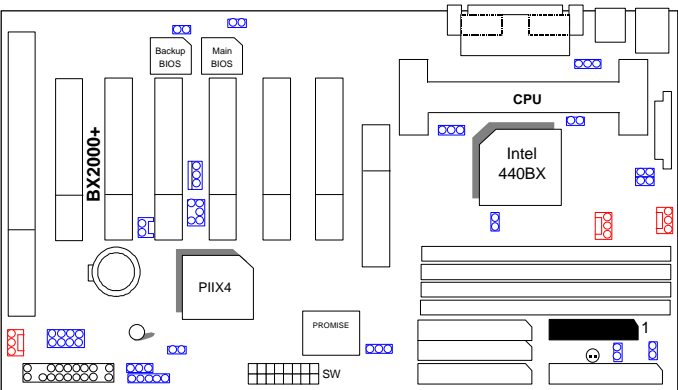 Backup
BIOS
Main
BIOS
CPU
BX2000+
Intel
440BX
PIIX4
PROMISE
1
SW